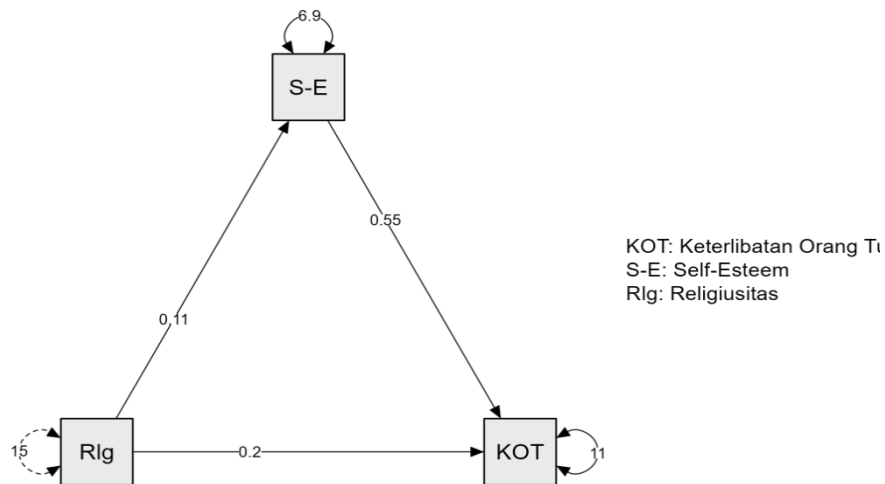 6.9
S-E
0.55
KOT: Keterlibatan Orang Tu
S-E: Self-Esteem
Rlg: Religiusitas
0.11
15
Rlg
0.2
KOT
11